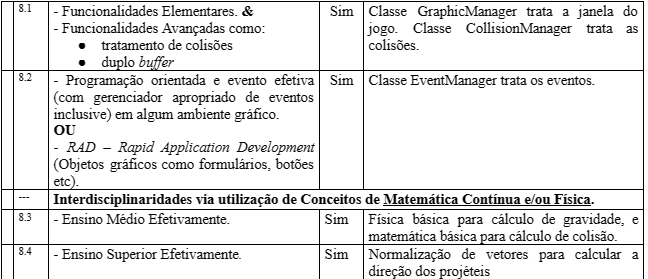 8.1 - Funcionalidades Elementares. & Sim Classe GraphicManager trata a janela do
- Funcionalidades Avançadas como: jogo. Classe CollisionManager trata as
● tratamento de colisões colisões.
● duplo buffer
8.2 - Programação orientada e evento efetiva Sim Classe EventManager trata os eventos.
(com gerenciador apropriado de eventos
inclusive) em algum ambiente gráfico.
OU
- RAD – Rapid Application Development
(Objetos gráficos como formulários, botões
etc).
--- Interdisciplinaridades via utilização de Conceitos de Matemática Contínua e/ou Física.
8.3 - Ensino Médio Efetivamente. Sim Física básica para cálculo de gravidade, e
matemática básica para cálculo de colisão.
8.4 - Ensino Superior Efetivamente. Sim Normalização de vetores para calcular a
direção dos projéteis